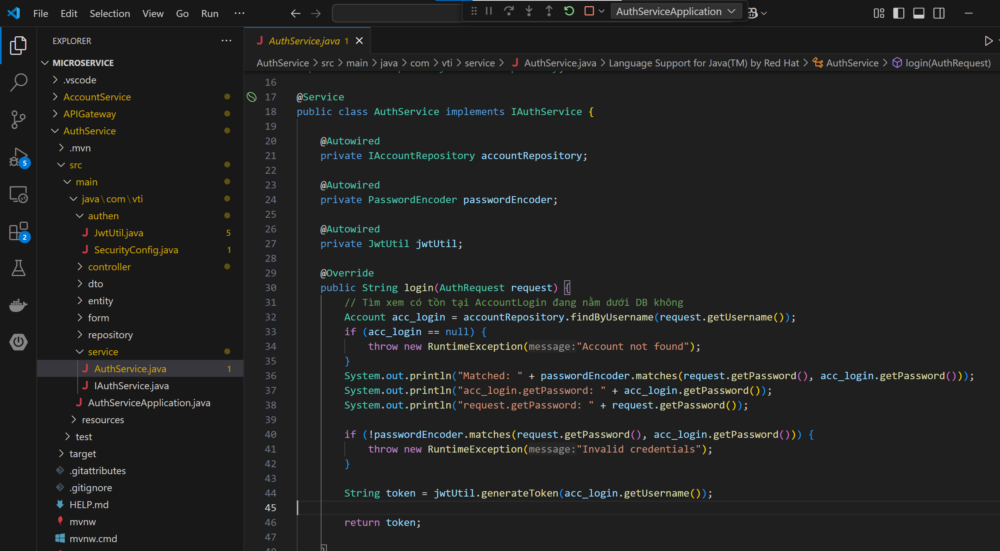 File Edit Selection View Go Run ···
AuthServiceApplication
EXPLORER ···
MICROSERVICE
.vscode
AccountService
APIGateway
AuthService
.mvn
src
main
java\com\vti
authen
JwtUtil.java 5
SecurityConfig.java 1
controller
dto
entity
form
repository
service
AuthService.java 1
IAuthService.java
AuthServiceApplication.java
resources
test
target
.gitattributes
.gitignore
HELP.md
mvnw
mvnw.cmd
5
2
AuthService.java 1
AuthService > src > main > java > com > vti > service > AuthService.java > Language Support for Java(TM) by Red Hat > AuthService > login(AuthRequest)
16
17 @Service
18 public class AuthService implements IAuthService {
19
20 @Autowired
21 private IAccountRepository accountRepository;
22
23 @Autowired
24 private PasswordEncoder passwordEncoder;
25
26 @Autowired
27 private JwtUtil jwtUtil;
28
29 @Override
30 public String login(AuthRequest request) {
31 // Tìm xem có tồn tại AccountLogin đang nằm dưới DB không
32 Account acc_login = accountRepository.findByUsername(request.getUsername());
33 if (acc_login == null) {
34 throw new RuntimeException(message:"Account not found");
35 }
36 System.out.println("Matched: " + passwordEncoder.matches(request.getPassword(), acc_login.getPassword()));
37 System.out.println("acc_login.getPassword: " + acc_login.getPassword());
38 System.out.println("request.getPassword: " + request.getPassword());
39
40 if (!passwordEncoder.matches(request.getPassword(), acc_login.getPassword())) {
41 throw new RuntimeException(message:"Invalid credentials");
42 }
43
44 String token = jwtUtil.generateToken(acc_login.getUsername());
45
46 return token;
47
48 }